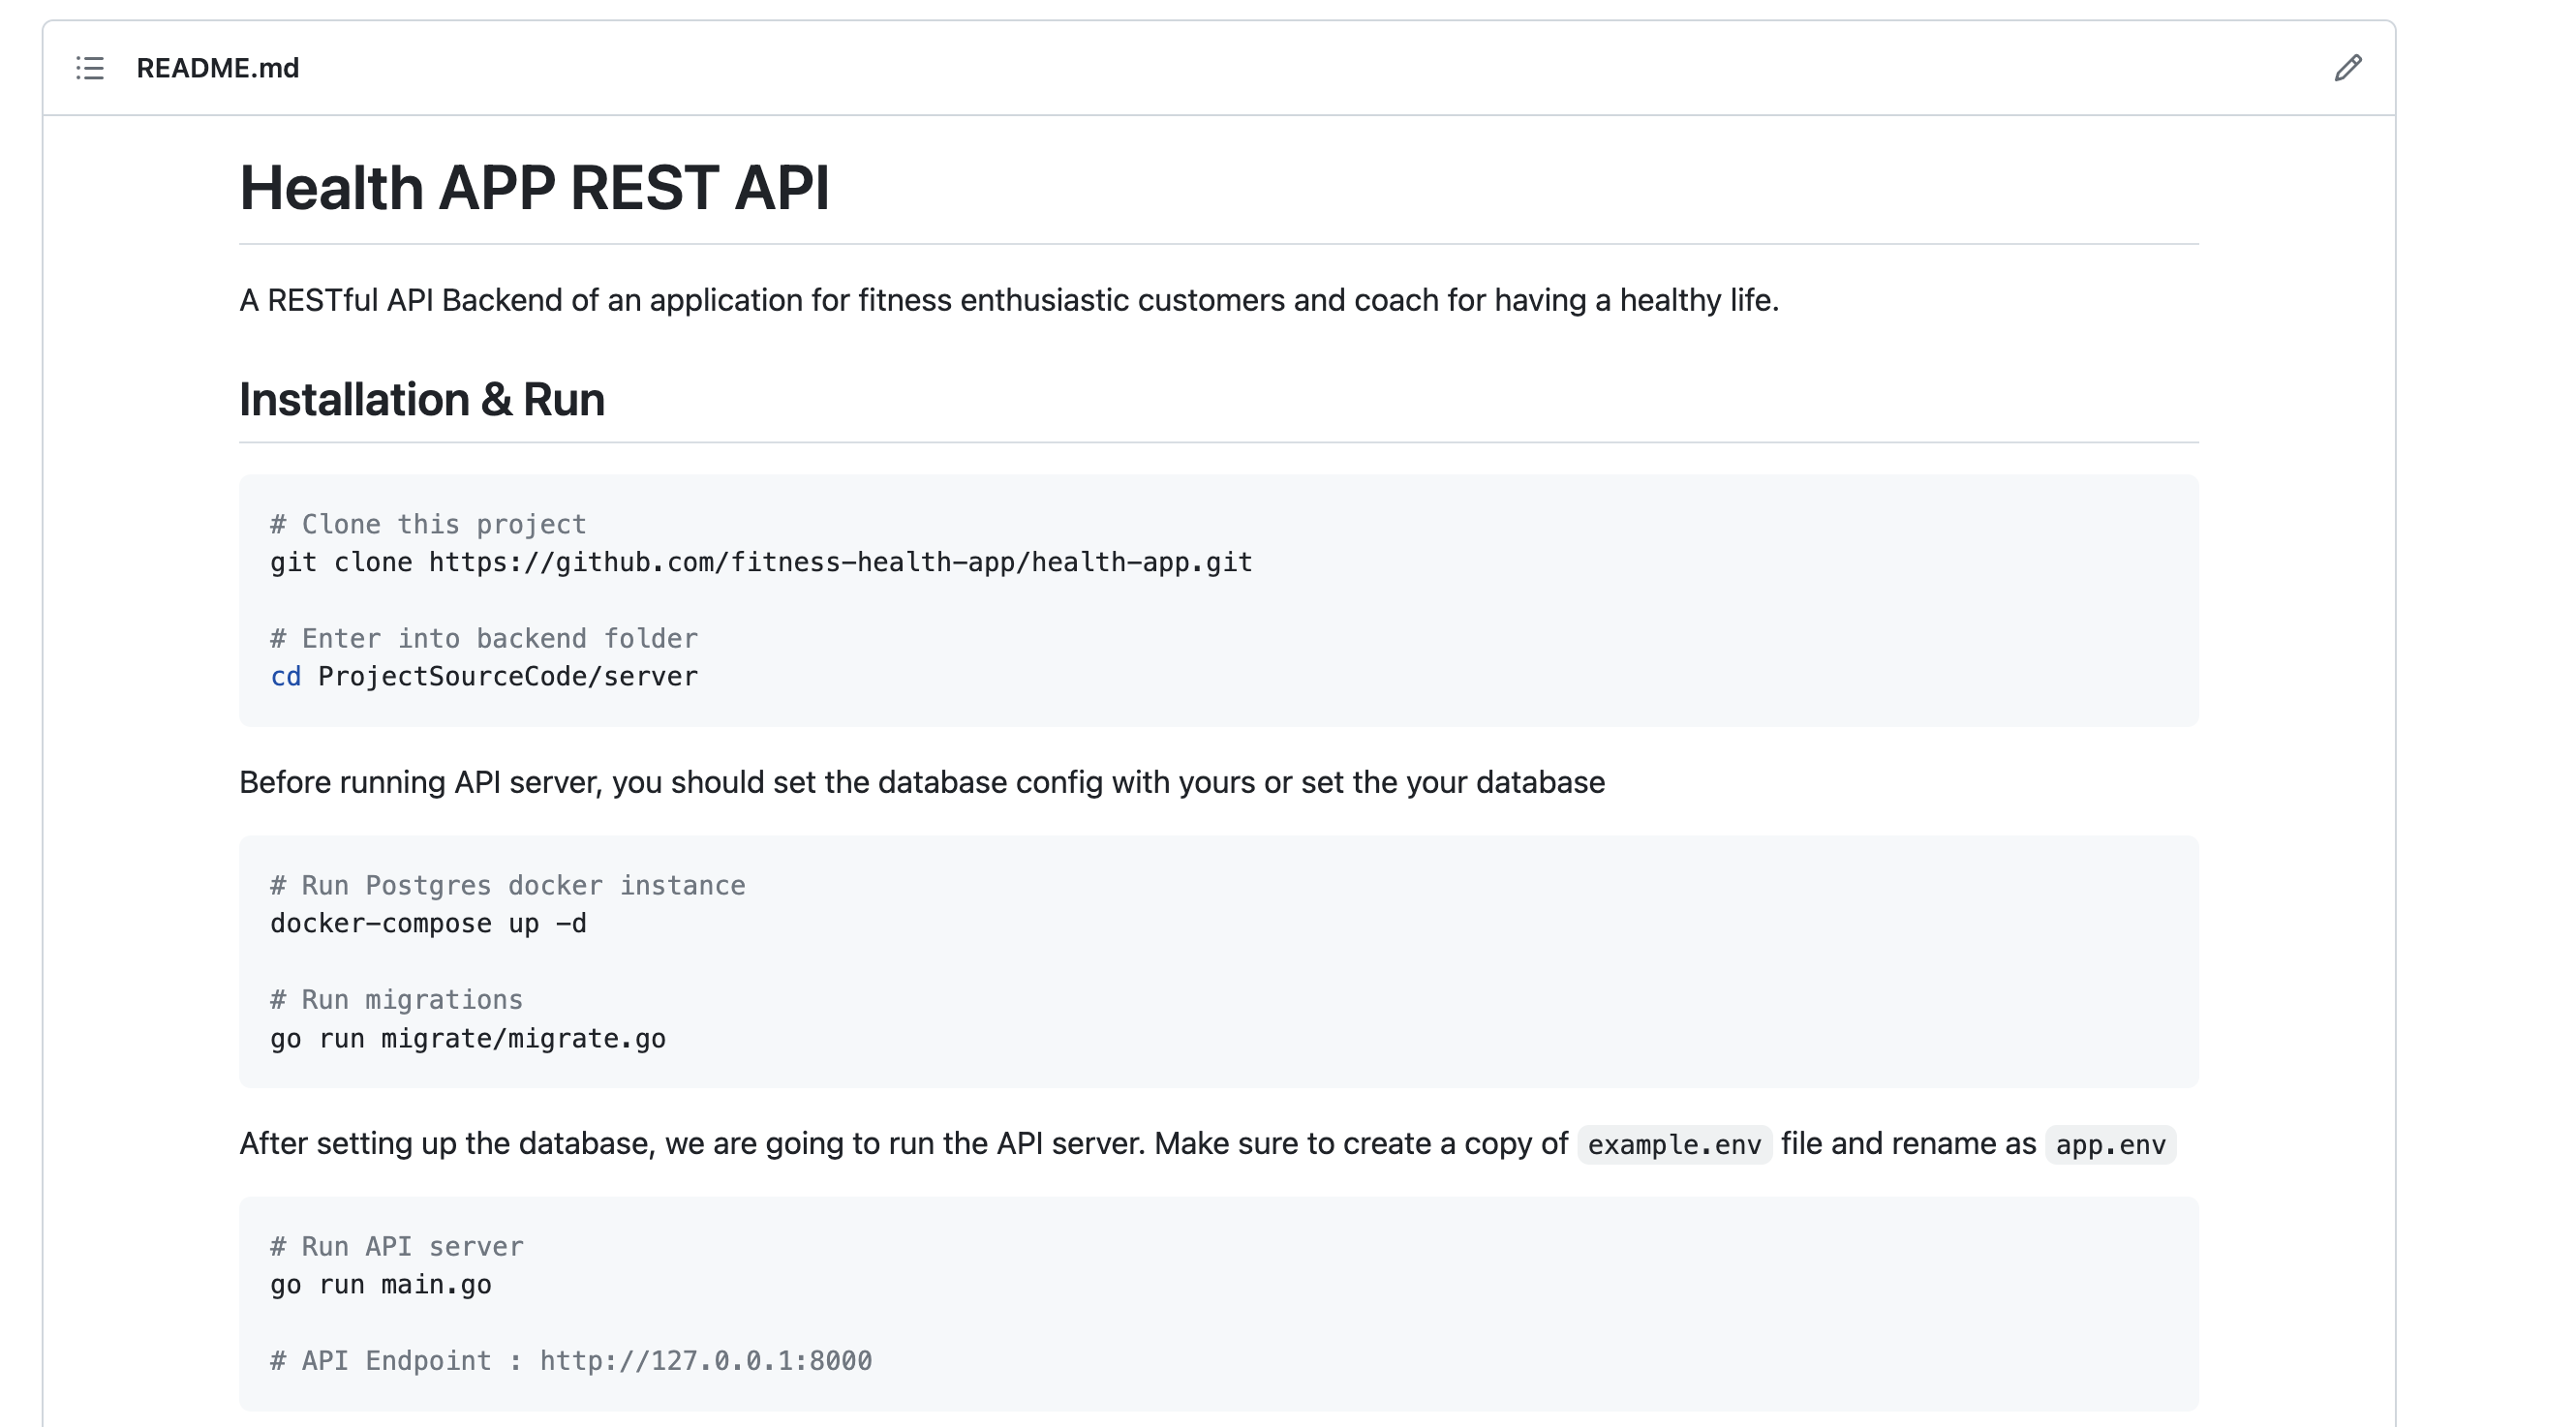 README.md
Health APP REST API
A RESTful API Backend of an application for fitness enthusiastic customers and coach for having a healthy life.
Installation & Run
# Clone this project
git clone https://github.com/fitness-health-app/health-app.git
# Enter into backend folder
cd ProjectSourceCode/server
Before running API server, you should set the database config with yours or set the your database
# Run Postgres docker instance
docker-compose up -d
# Run migrations
go run migrate/migrate.go
After setting up the database, we are going to run the API server. Make sure to create a copy of example.env file and rename as app.env
# Run API server
go run main.go
# API Endpoint : http://127.0.0.1:8000